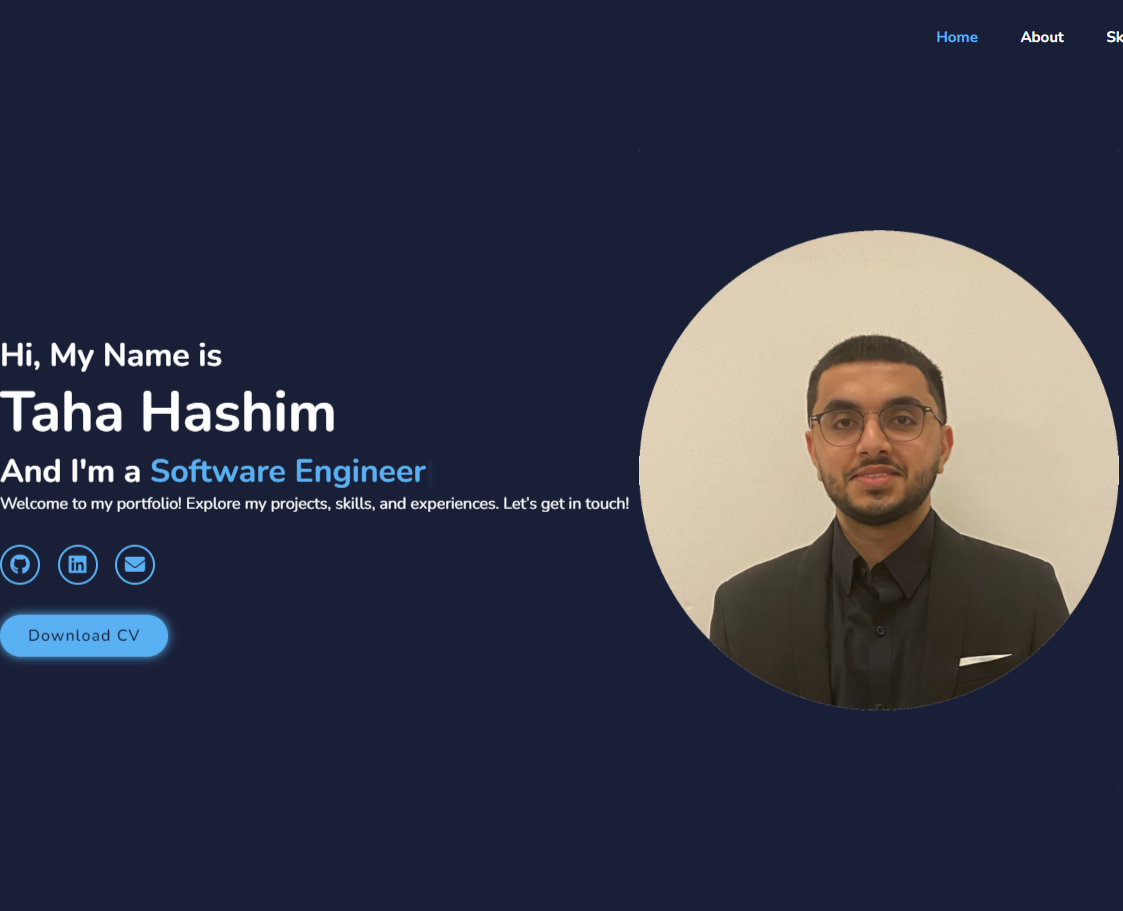 Home About Sk
Hi, My Name is
Taha Hashim
And I'm a Software Engineer
Welcome to my portfolio! Explore my projects, skills, and experiences. Let's get in touch!
in
Download CV